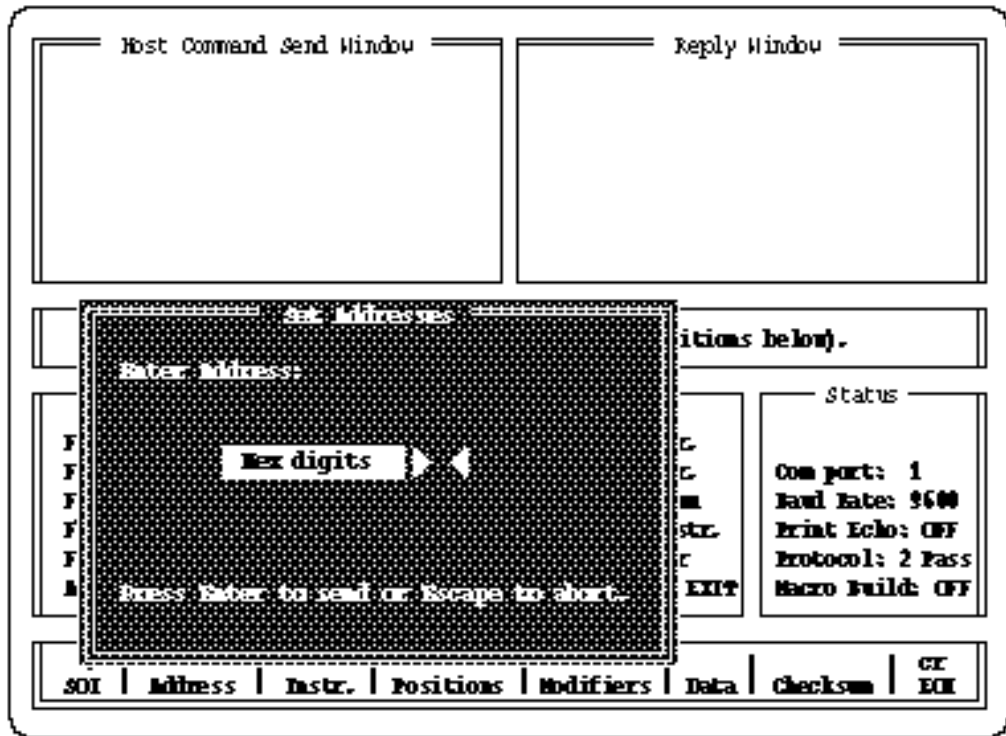 Host Command Send Window
Reply Window
Set Addresses
itions below).
Enter Address:
Status
F
r.
Hex digits
F
r.
Com port: 1
F
m
Baud Rate: 9600
F
str.
Print Echo: OFF
F
r
Protocol: 2 Pass
Press Enter to send or Escape to abort.
EXIT
Macro Build: OFF
SOI | Address | Instr. | Positions | Modifiers | Data | Checksum | cr
EOM